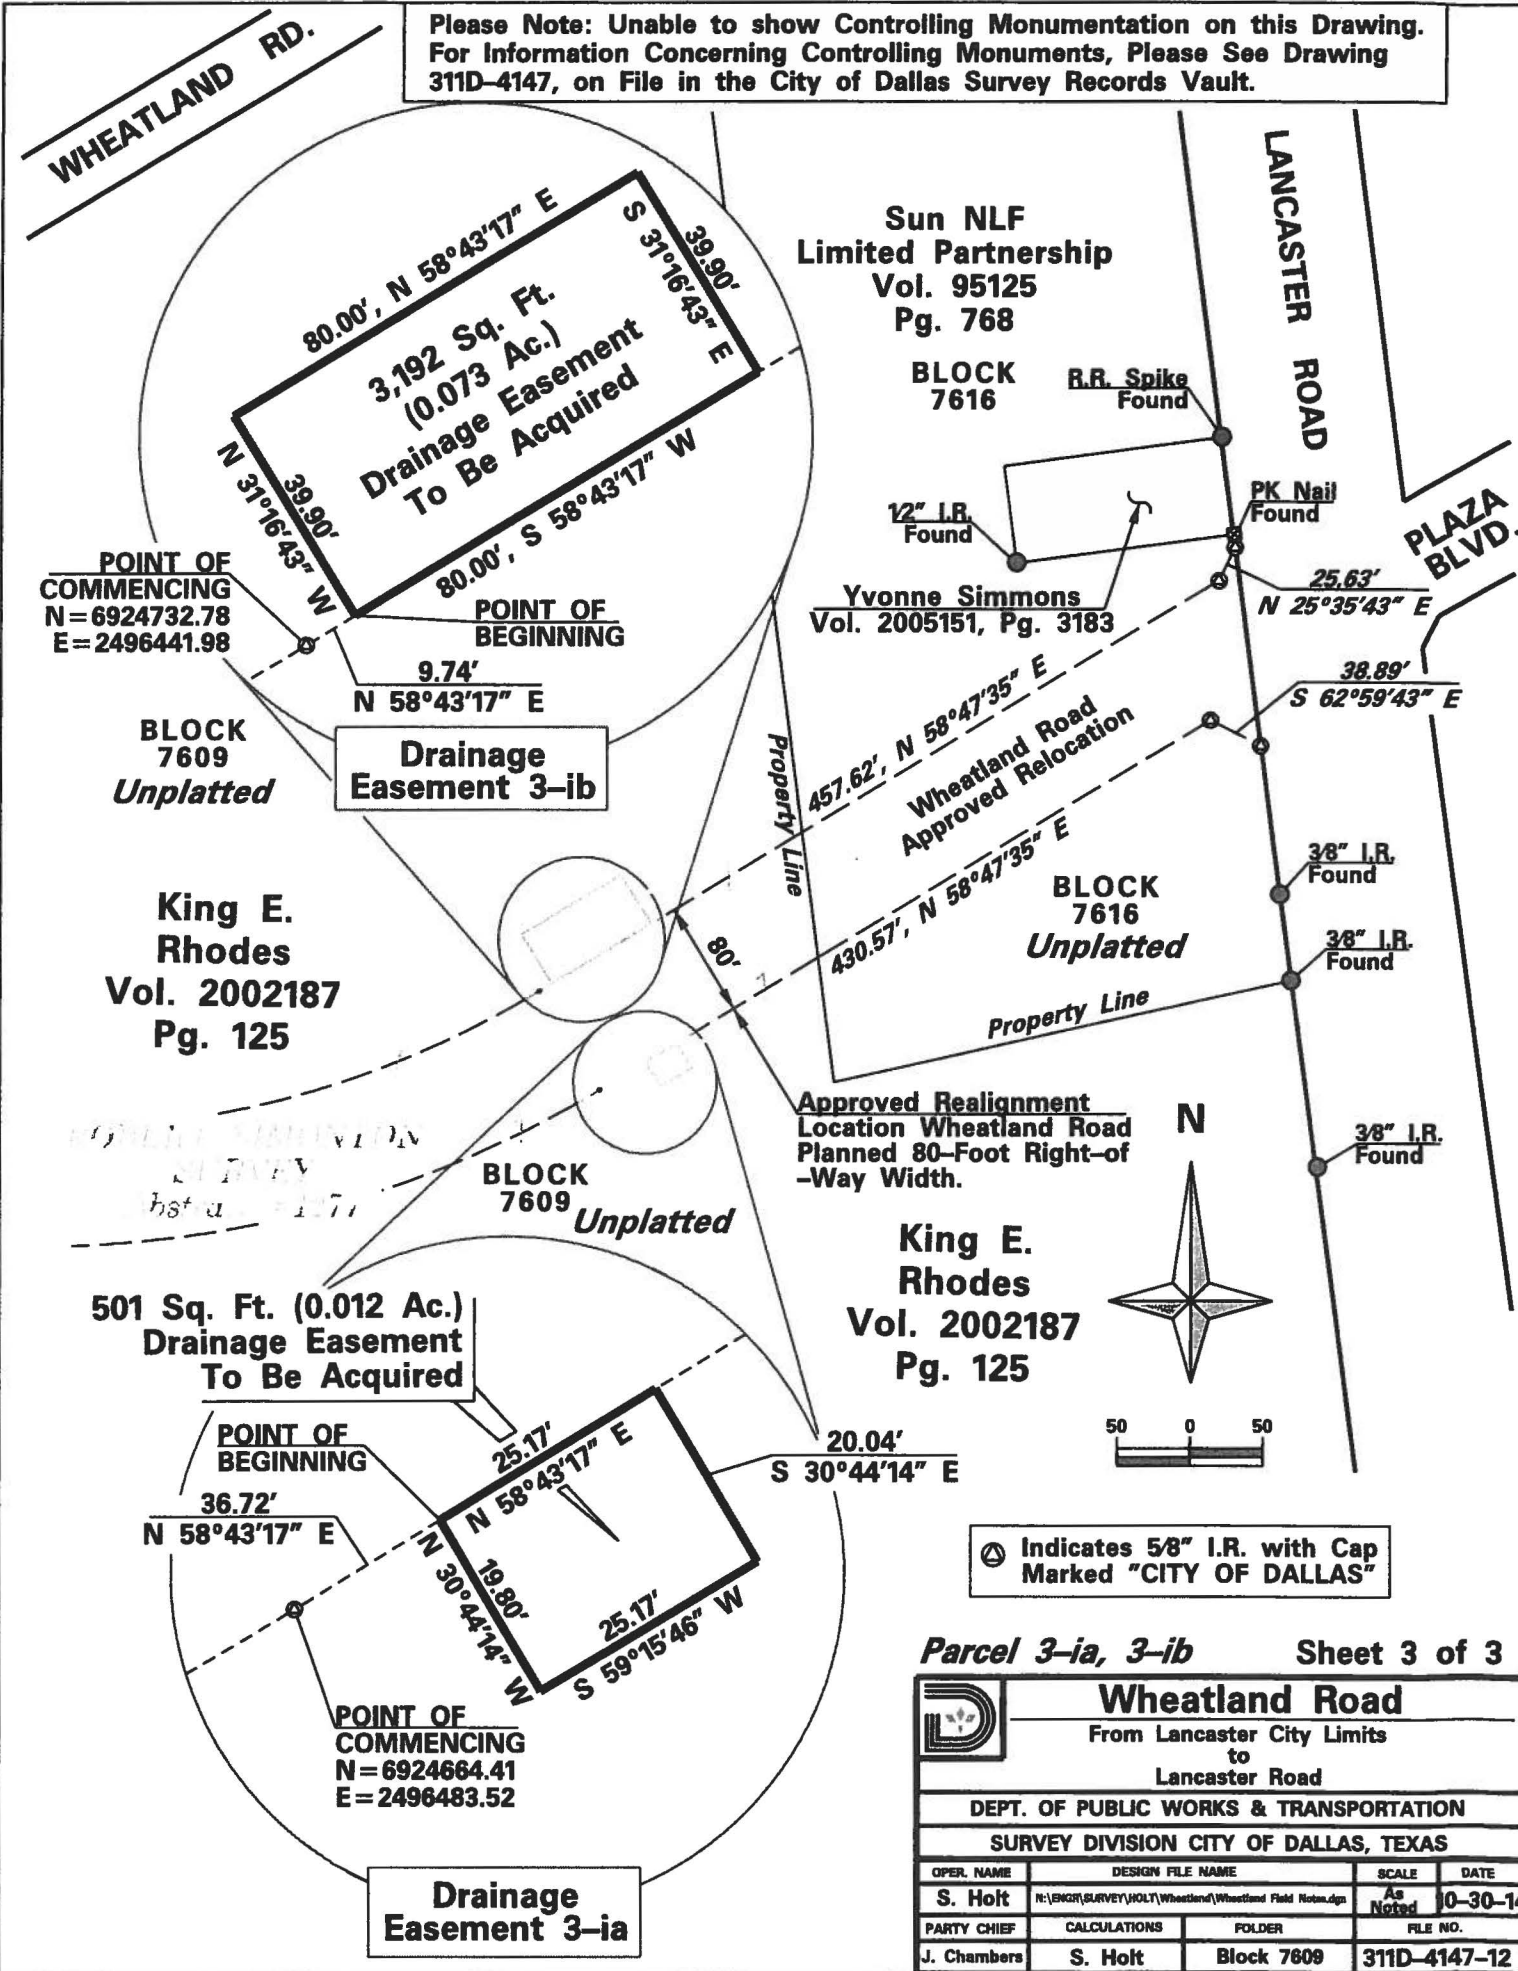 Please Note: Unable to show Controlling Monumentation on this Drawing.
For Information Concerning Controlling Monuments, Please See Drawing
311D-4147, on File in the City of Dallas Survey Records Vault.
WHEATLAND RD.
80.00', N 58°43'17" E
S 31°16'43" E
39.90'
3,192 Sq. Ft.
(0.073 Ac.)
Drainage Easement
To Be Acquired
N 31°16'43" W
39.90'
80.00', S 58°43'17" W
POINT OF
COMMENCING
N=6924732.78
E=2496441.98
POINT OF
BEGINNING
9.74'
N 58°43'17" E
BLOCK
7609
Unplatted
Drainage
Easement 3-ib
Sun NLF
Limited Partnership
Vol. 95125
Pg. 768
BLOCK
7616
LANCASTER ROAD
R.R. Spike
Found
PK Nail
Found
1/2" I.R.
Found
PLAZA
BLVD.
Yvonne Simmons
Vol. 2005151, Pg. 3183
25.63'
N 25°35'43" E
38.89'
S 62°59'43" E
457.62', N 58°47'35" E
Wheatland Road
Approved Relocation
430.57', N 58°47'35" E
Property Line
3/8" I.R.
Found
BLOCK
7616
Unplatted
3/8" I.R.
Found
Property Line
80'
King E.
Rhodes
Vol. 2002187
Pg. 125
Approved Realignment
Location Wheatland Road
Planned 80-Foot Right-of
-Way Width.
N
3/8" I.R.
Found
SURVEY
BLOCK
7609
Unplatted
King E.
Rhodes
Vol. 2002187
Pg. 125
50 0 50
501 Sq. Ft. (0.012 Ac.)
Drainage Easement
To Be Acquired
POINT OF
BEGINNING
36.72'
N 58°43'17" E
25.17'
N 58°43'17" E
20.04'
S 30°44'14" E
N 30°44'14" W
19.80'
25.17'
S 59°15'46" W
POINT OF
COMMENCING
N=6924664.41
E=2496483.52
Drainage
Easement 3-ia
Indicates 5/8" I.R. with Cap
Marked "CITY OF DALLAS"
Parcel 3-ia, 3-ib Sheet 3 of 3
Wheatland Road
From Lancaster City Limits
to
Lancaster Road
DEPT. OF PUBLIC WORKS & TRANSPORTATION
SURVEY DIVISION CITY OF DALLAS, TEXAS
OPER. NAME DESIGN FILE NAME SCALE DATE
S. Holt N:\ENGR\SURVEY\HOLT\Wheatland\Wheatland Field Notes.dgn As Noted 0-30-14
PARTY CHIEF CALCULATIONS FOLDER FILE NO.
J. Chambers S. Holt Block 7609 311D-4147-12